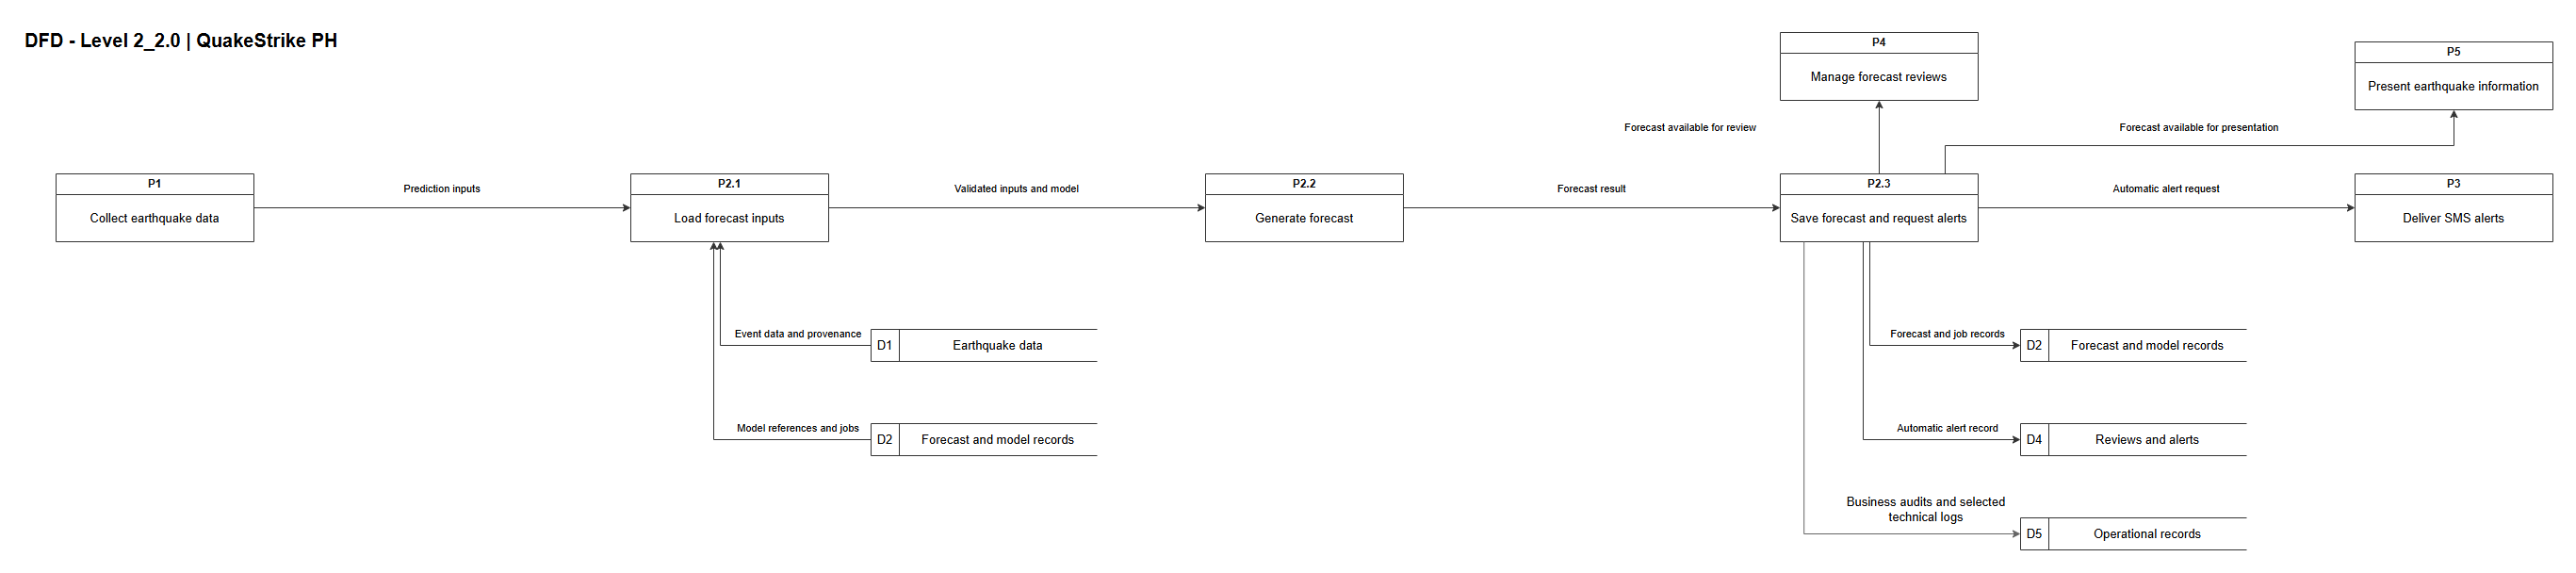 DFD - Level 2_2.0 | QuakeStrike PH
P4
Manage forecast reviews
P5
Present earthquake information
Forecast available for review
Forecast available for presentation
P1
Collect earthquake data
Prediction inputs
P2.1
Load forecast inputs
Validated inputs and model
P2.2
Generate forecast
Forecast result
P2.3
Save forecast and request alerts
Automatic alert request
P3
Deliver SMS alerts
Event data and provenance
D1
Earthquake data
Forecast and job records
D2
Forecast and model records
Model references and jobs
D2
Forecast and model records
Automatic alert record
D4
Reviews and alerts
Business audits and selected
technical logs
D5
Operational records